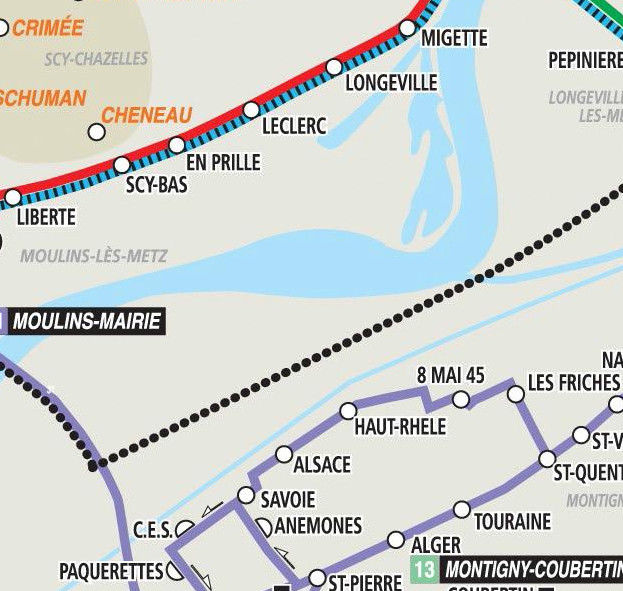 CRIMÉE
MIGETTE
SCY-CHAZELLES
PEPINIERE
LONGEVILLE
SCHUMAN
LONGEVILLE
LES-ME
CHENEAU
LECLERC
EN PRILLE
SCY-BAS
LIBERTE
MOULINS-LÈS-METZ
MOULINS-MAIRIE
NA
8 MAI 45
LES FRICHES
HAUT-RHELE
ST-V
ALSACE
ST-QUENT
SAVOIE
MONTIGN
C.E.S.
ANEMONES
TOURAINE
ALGER
PAQUERETTES
13 MONTIGNY-COUBERTIN
ST-PIERRE
COUBERTIN